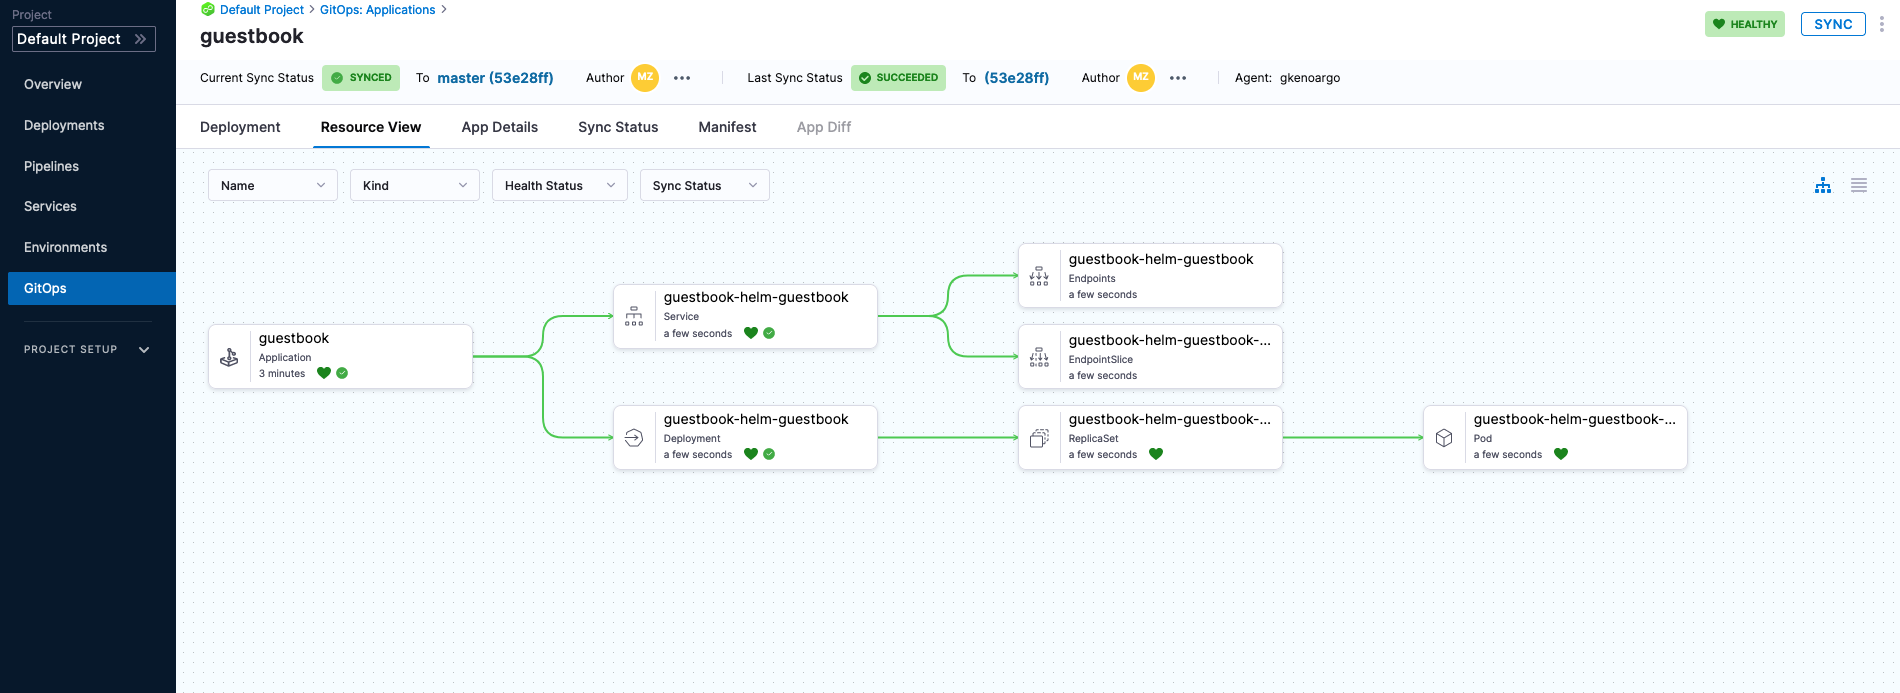 Project
Default Project
Overview
Deployments
Pipelines
Services
Environments
GitOps
PROJECT SETUP
Default Project > GitOps: Applications >
guestbook
HEALTHY
SYNC
Current Sync Status SYNCED To master (53e28ff) Author MZ ••• Last Sync Status SUCCEEDED To (53e28ff) Author MZ ••• Agent: gkenoargo
Deployment Resource View App Details Sync Status Manifest App Diff
Name Kind Health Status Sync Status
guestbook
Application
3 minutes
guestbook-helm-guestbook
Service
a few seconds
guestbook-helm-guestbook
Deployment
a few seconds
guestbook-helm-guestbook
Endpoints
a few seconds
guestbook-helm-guestbook-...
EndpointSlice
a few seconds
guestbook-helm-guestbook-...
ReplicaSet
a few seconds
guestbook-helm-guestbook-...
Pod
a few seconds